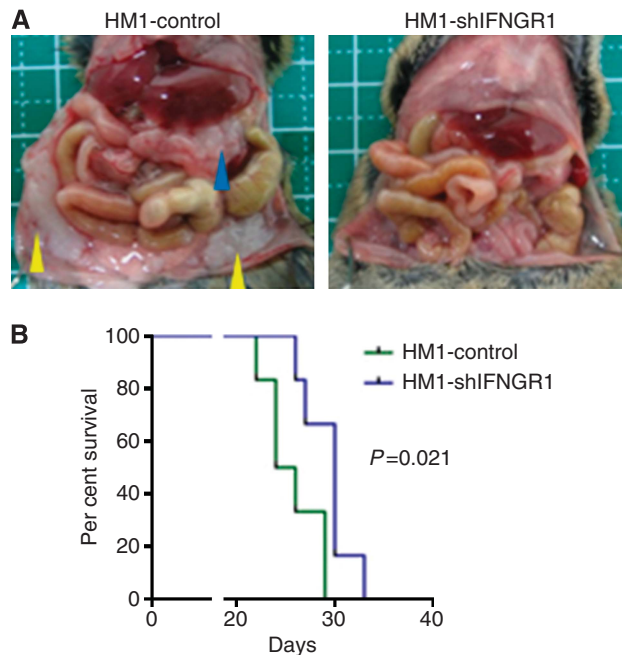 A
HM1-control
HM1-shIFNGR1
B
100
80
60
40
20
0
Per cent survival
HM1-control
HM1-shIFNGR1
P=0.021
0
20
30
40
Days